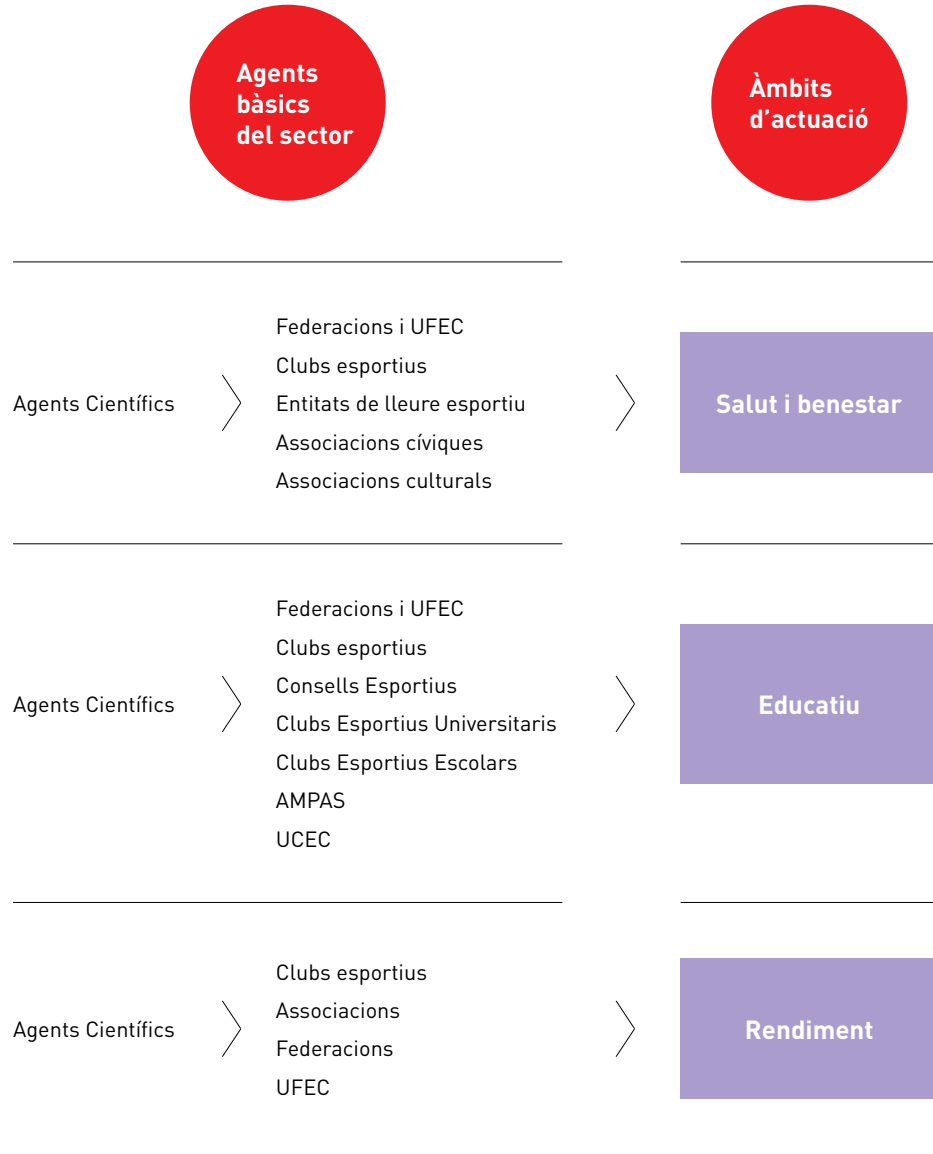 Agents
bàsics
del sector
Àmbits
d'actuació
Agents Científics
Federacions i UFEC
Clubs esportius
Entitats de lleure esportiu
Associacions cíviques
Associacions culturals
Salut i benestar
Agents Científics
Federacions i UFEC
Clubs esportius
Consells Esportius
Clubs Esportius Universitaris
Clubs Esportius Escolars
AMPAS
UCEC
Educatiu
Agents Científics
Clubs esportius
Associacions
Federacions
UFEC
Rendiment